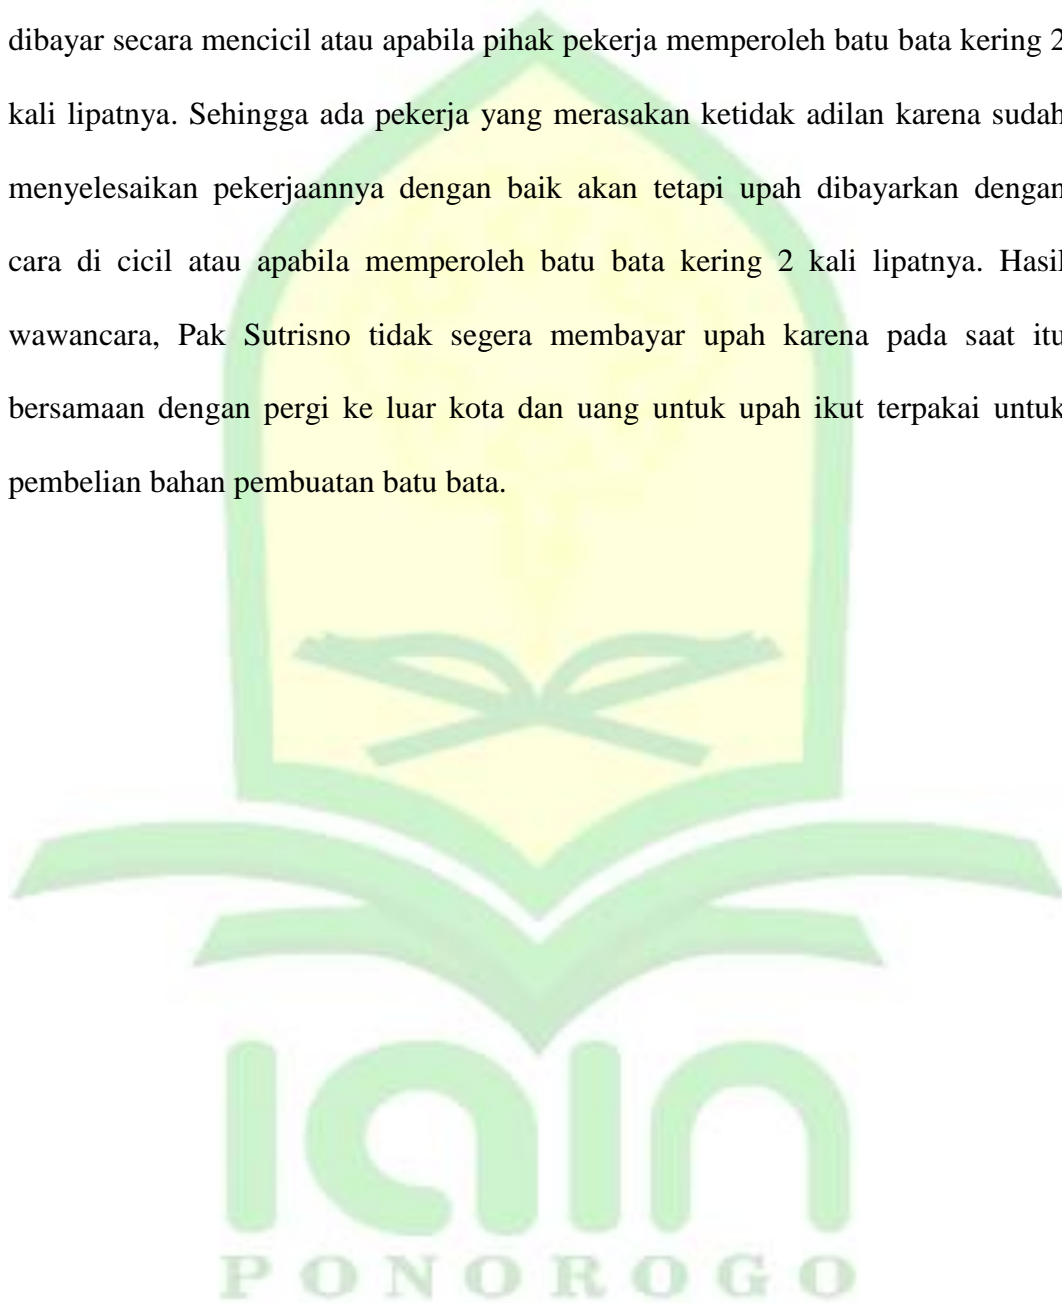 dibayar secara mencicil atau apabila pihak pekerja memperoleh batu bata kering 2
kali lipatnya. Sehingga ada pekerja yang merasakan ketidak adilan karena sudah
menyelesaikan pekerjaannya dengan baik akan tetapi upah dibayarkan dengan
cara di cicil atau apabila memperoleh batu bata kering 2 kali lipatnya. Hasil
wawancara, Pak Sutrisno tidak segera membayar upah karena pada saat itu
bersamaan dengan pergi ke luar kota dan uang untuk upah ikut terpakai untuk
pembelian bahan pembuatan batu bata.
iain
PONOROGO